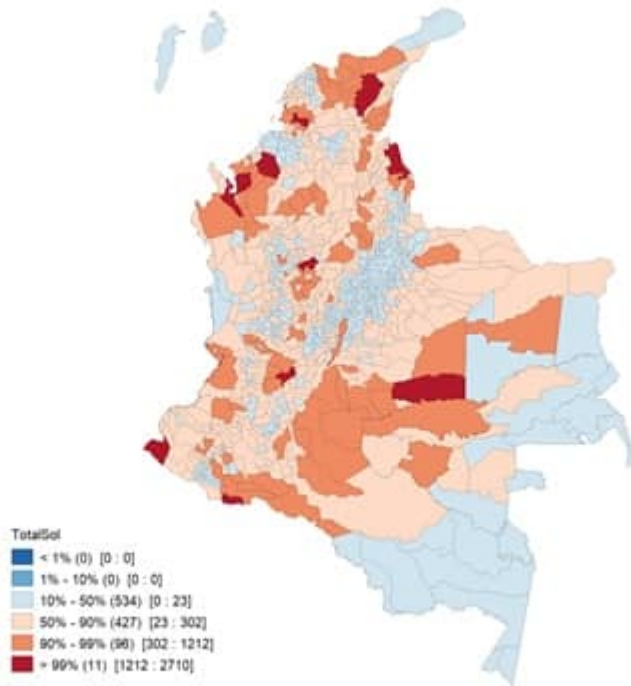 TotalSol
< 1% (0) [0 : 0]
1% - 10% (0) [0 : 0]
10% - 50% (534) [0 : 23]
50% - 90% (427) [23 : 302]
90% - 99% (96) [302 : 1212]
> 99% (11) [1212 : 2710]